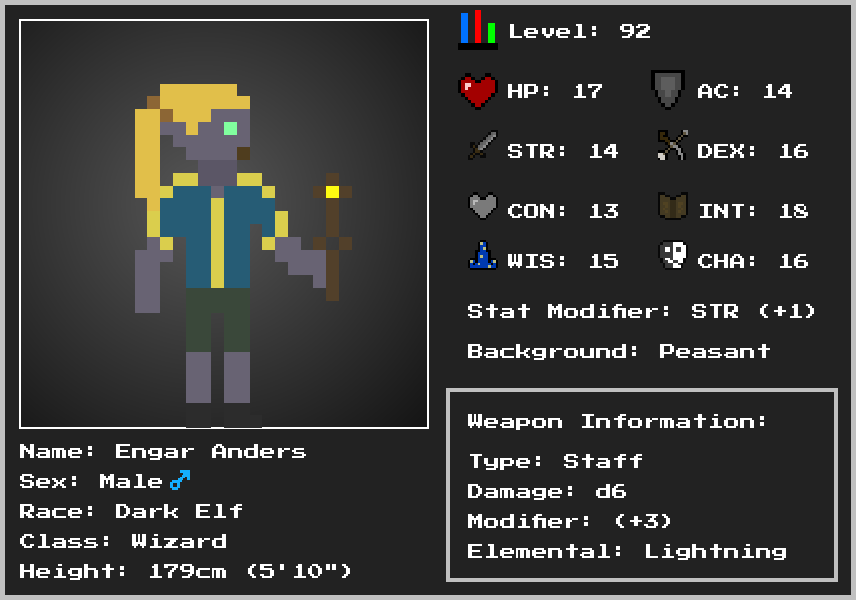 Level: 92
HP: 17 AC: 14
STR: 14 DEX: 16
CON: 13 INT: 18
WIS: 15 CHA: 16
Stat Modifier: STR (+1)
Background: Peasant
Weapon Information:
Type: Staff
Damage: d6
Modifier: (+3)
Elemental: Lightning
Name: Engar Anders
Sex: Male ♂
Race: Dark Elf
Class: Wizard
Height: 179cm (5'10")